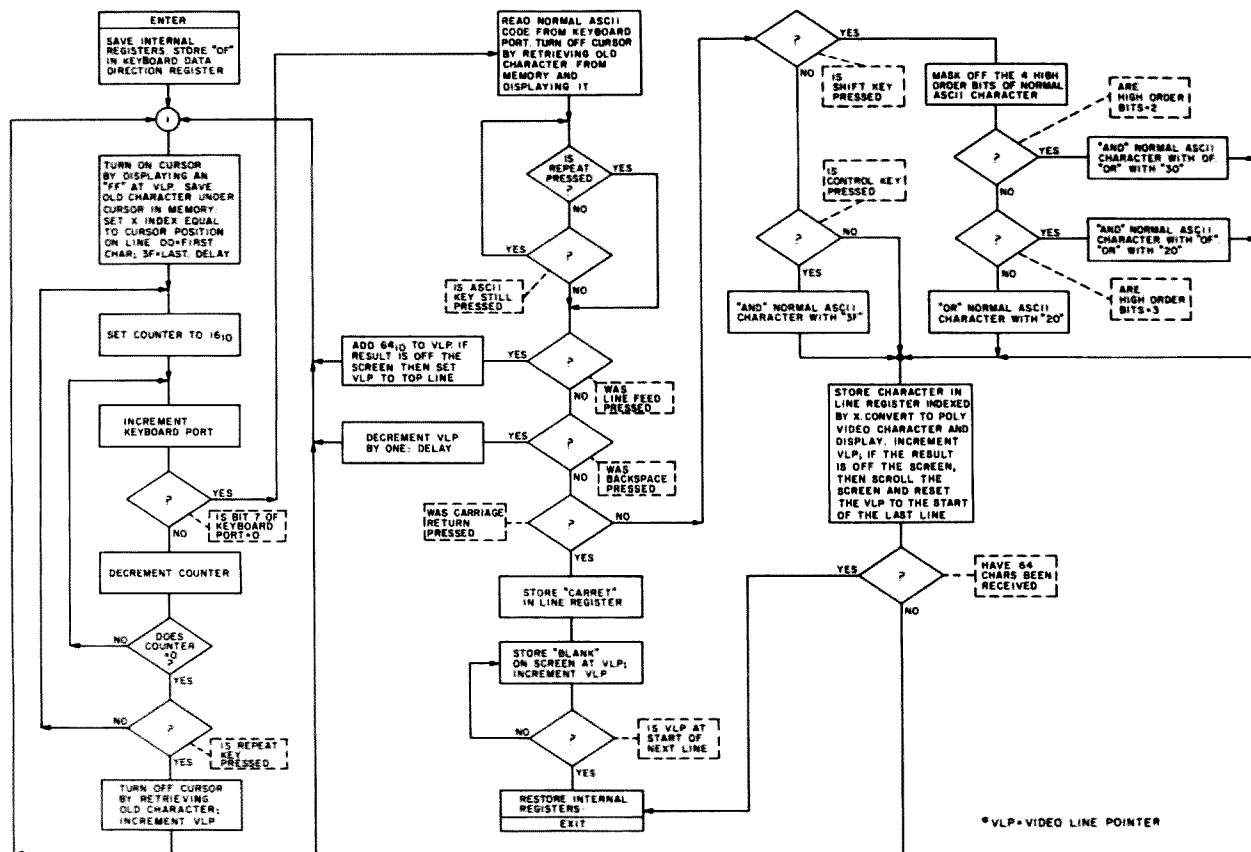 ENTER
SAVE INTERNAL
REGISTERS. STORE "OF"
IN KEYBOARD DATA
DIRECTION REGISTER
1
TURN ON CURSOR
BY DISPLAYING AN
"FF" AT VLP. SAVE
OLD CHARACTER UNDER
CURSOR IN MEMORY:
SET X INDEX EQUAL
TO CURSOR POSITION
ON LINE OO=FIRST
CHAR; 3F=LAST. DELAY
SET COUNTER TO 16₁₀
INCREMENT
KEYBOARD PORT
?
YES
NO
IS BIT 7 OF
KEYBOARD
PORT=0
DECREMENT COUNTER
DOES
COUNTER
=0
?
NO
YES
?
NO
YES
IS REPEAT
KEY
PRESSED
TURN OFF CURSOR
BY RETRIEVING
OLD CHARACTER;
INCREMENT VLP
READ NORMAL ASCII
CODE FROM KEYBOARD
PORT. TURN OFF CURSOR
BY RETRIEVING OLD
CHARACTER FROM
MEMORY AND
DISPLAYING IT
IS
REPEAT
PRESSED
?
YES
NO
?
YES
NO
IS ASCII
KEY STILL
PRESSED
ADD 64₁₀ TO VLP. IF
RESULT IS OFF THE
SCREEN THEN SET
VLP TO TOP LINE
YES
?
NO
WAS
LINE FEED
PRESSED
DECREMENT VLP
BY ONE: DELAY
YES
?
NO
WAS
BACKSPACE
PRESSED
WAS CARRIAGE
RETURN
PRESSED
?
NO
YES
STORE "CARRET"
IN LINE REGISTER
STORE "BLANK"
ON SCREEN AT VLP;
INCREMENT VLP
?
NO
YES
IS VLP AT
START OF
NEXT LINE
RESTORE INTERNAL
REGISTERS.
EXIT
?
YES
NO
IS
SHIFT KEY
PRESSED
IS
CONTROL KEY
PRESSED
?
NO
YES
"AND" NORMAL ASCII
CHARACTER WITH "3F"
MASK OFF THE 4 HIGH
ORDER BITS OF NORMAL
ASCII CHARACTER
ARE
HIGH ORDER
BITS=2
?
YES
NO
"AND" NORMAL ASCII
CHARACTER WITH OF.
"OR" WITH "30"
?
YES
NO
"AND" NORMAL ASCII
CHARACTER WITH "OF".
"OR" WITH "20"
ARE
HIGH ORDER
BITS=3
"OR" NORMAL ASCII
CHARACTER WITH "20"
STORE CHARACTER IN
LINE REGISTER INDEXED
BY X. CONVERT TO POLY
VIDEO CHARACTER AND
DISPLAY. INCREMENT
VLP; IF THE RESULT
IS OFF THE SCREEN,
THEN SCROLL THE
SCREEN AND RESET
THE VLP TO THE START
OF THE LAST LINE
?
YES
NO
HAVE 64
CHARS BEEN
RECEIVED
*VLP=VIDEO LINE POINTER